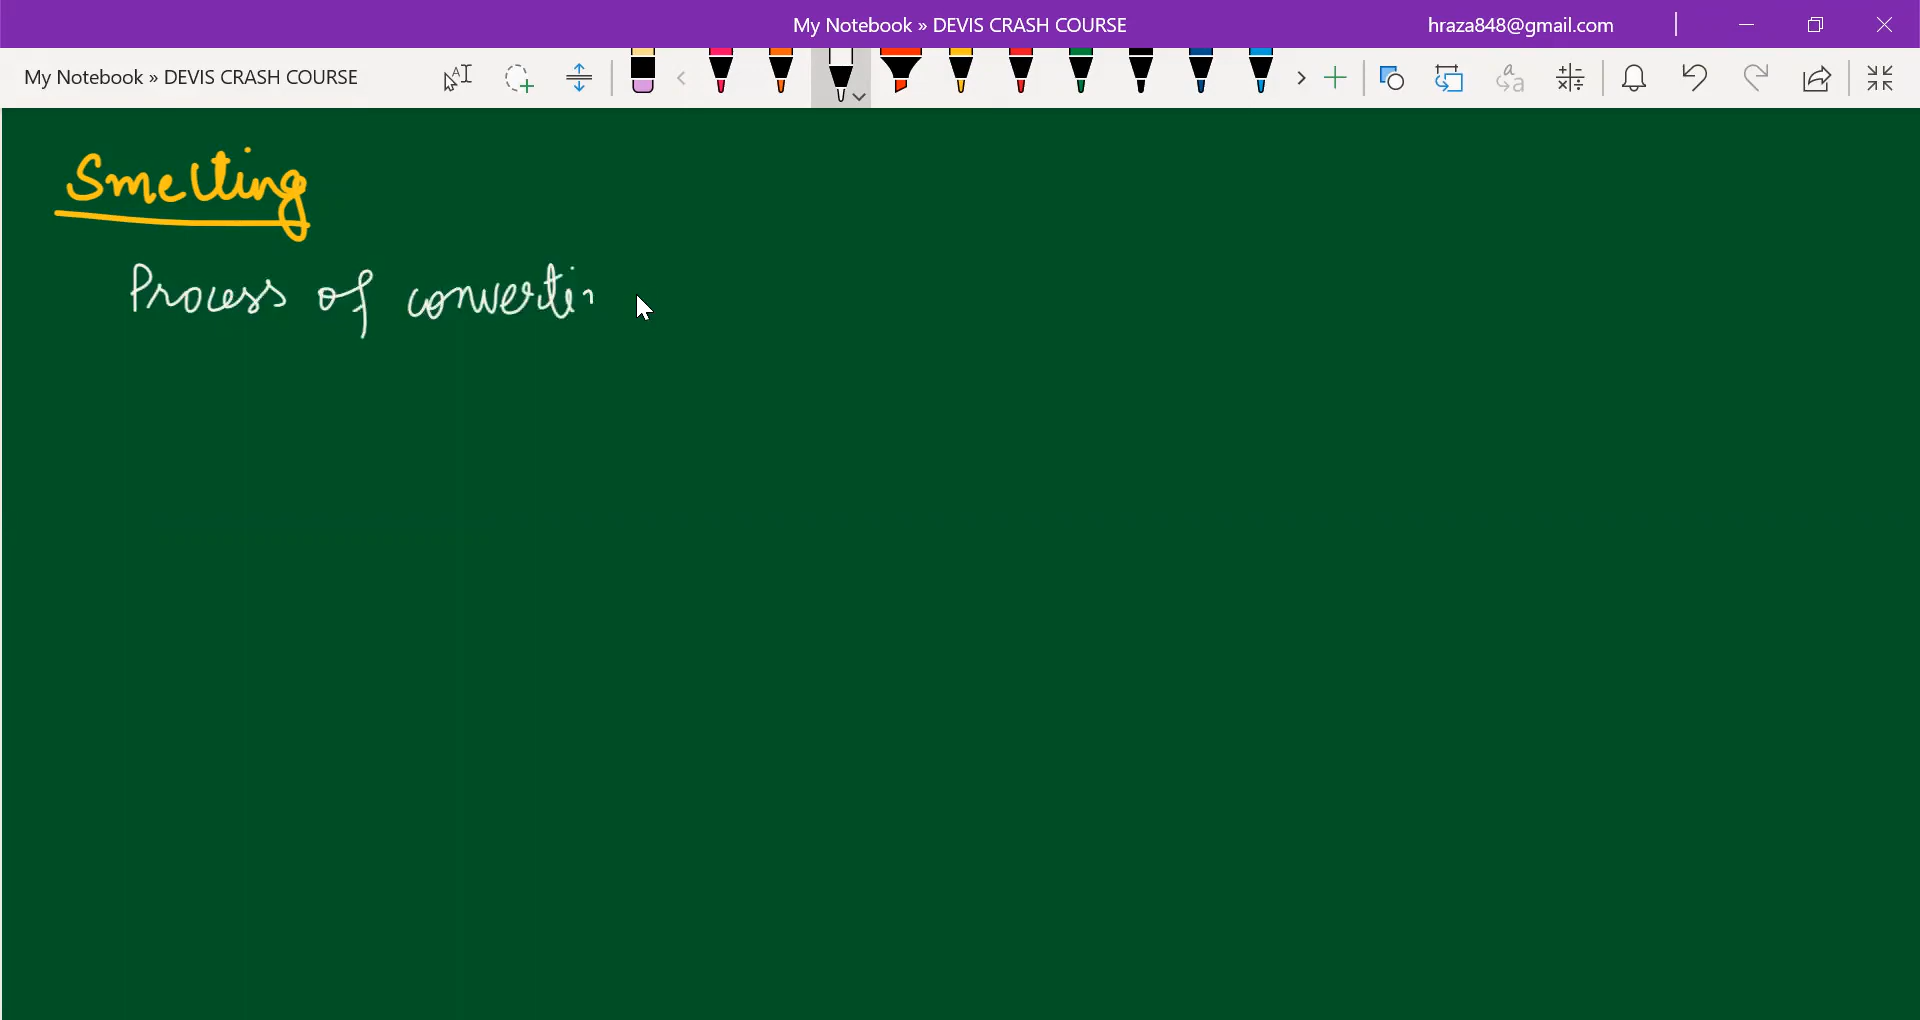 My Notebook » DEVIS CRASH COURSE
hraza848@gmail.com
My Notebook » DEVIS CRASH COURSE
Smelting
Process of convertin